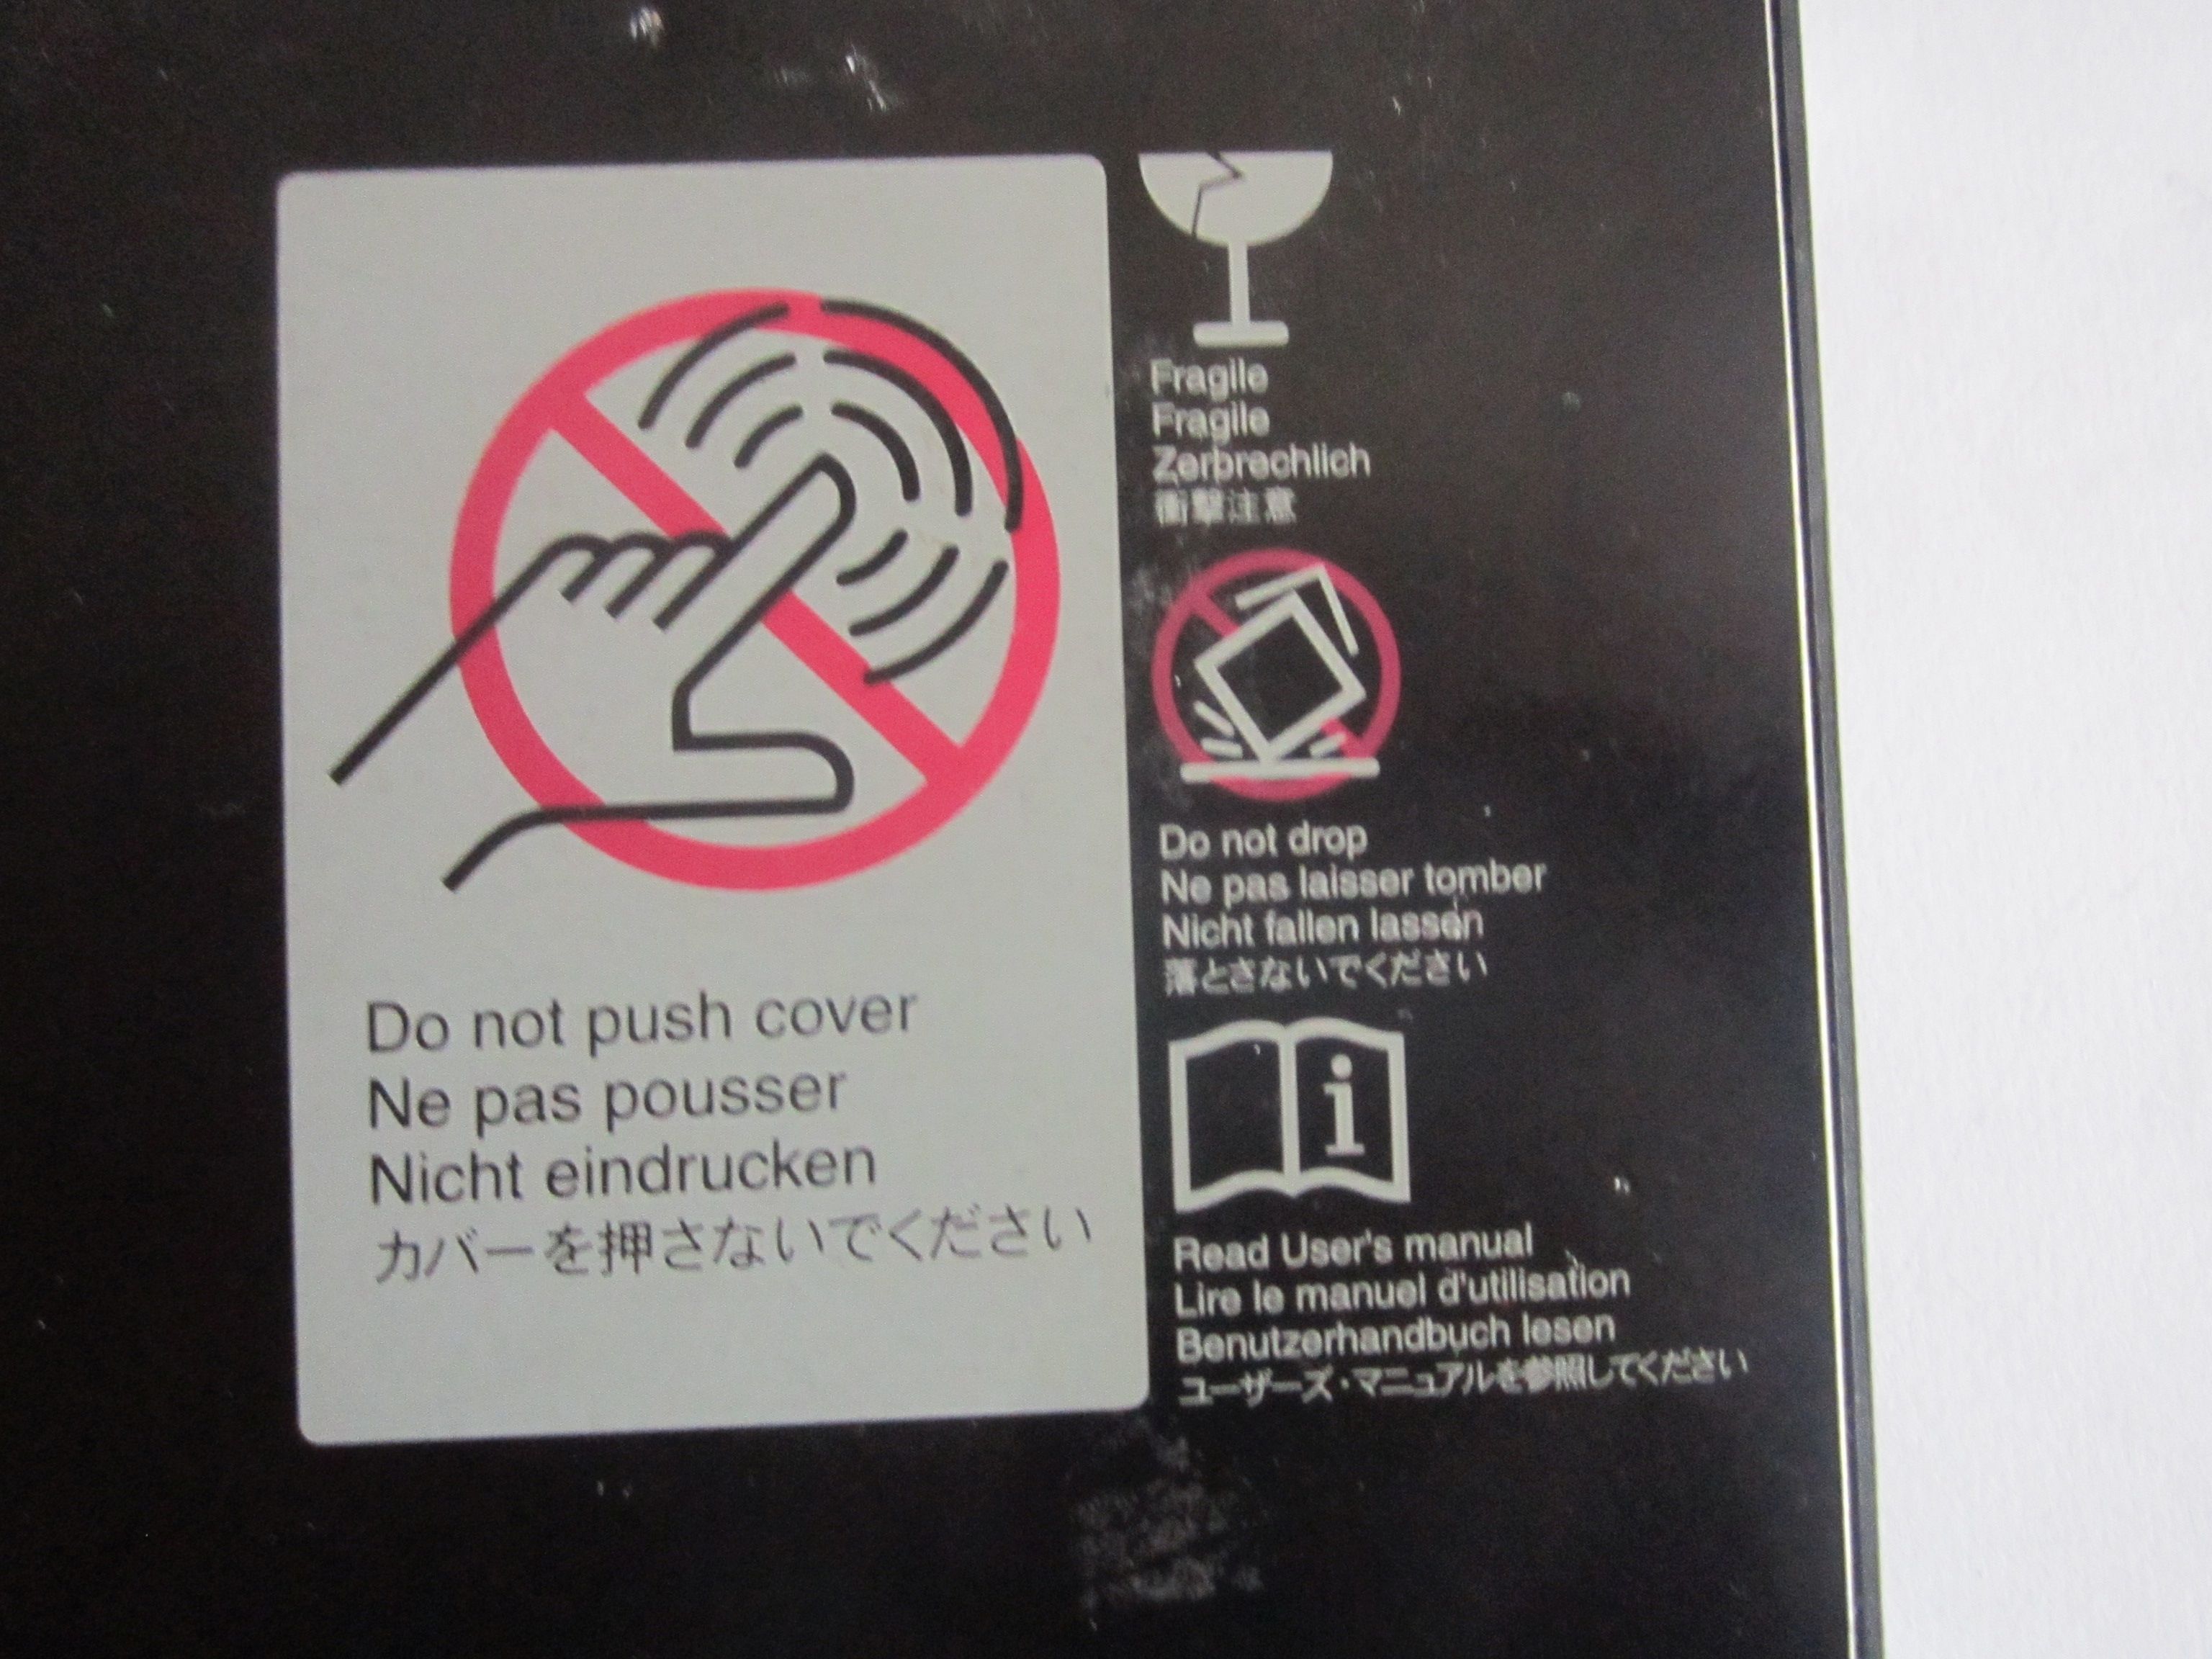 Do not push cover
Ne pas pousser
Nicht eindrucken
カバーを押さないでください
Fragile
Fragile
Zerbrechlich
衝撃注意
Do not drop
Ne pas laisser tomber
Nicht fallen lassen
落とさないでください
i
Read User's manual
Lire le manuel d'utilisation
Benutzerhandbuch lesen
ユーザーズ・マニュアルを参照してください